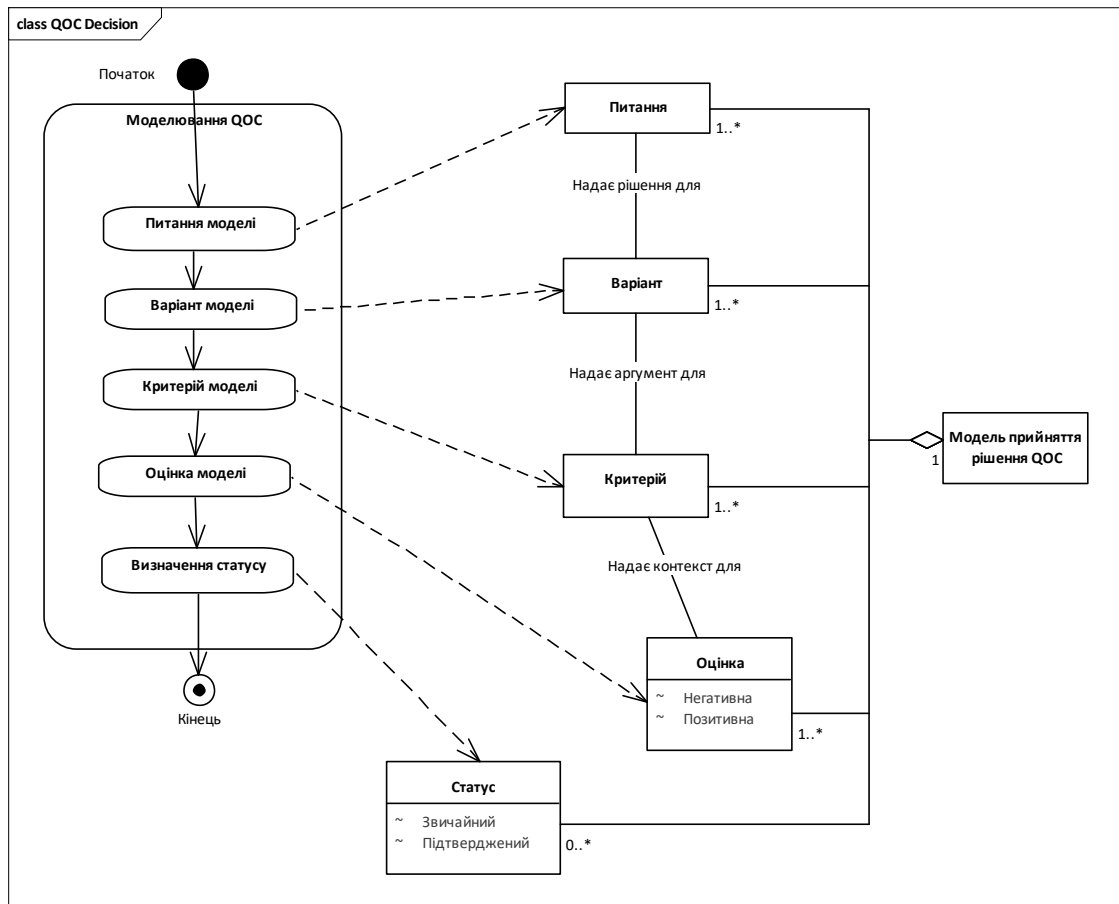 class QOC Decision
Початок
Моделювання QOC
Питання моделі
Варіант моделі
Критерій моделі
Оцінка моделі
Визначення статусу
Кінець
Питання
1..*
Надає рішення для
Варіант
1..*
Надає аргумент для
Критерій
1..*
Надає контекст для
Оцінка
~ Негативна
~ Позитивна
1..*
Статус
~ Звичайний
~ Підтверджений
0..*
Модель прийняття
рішення QOC
1